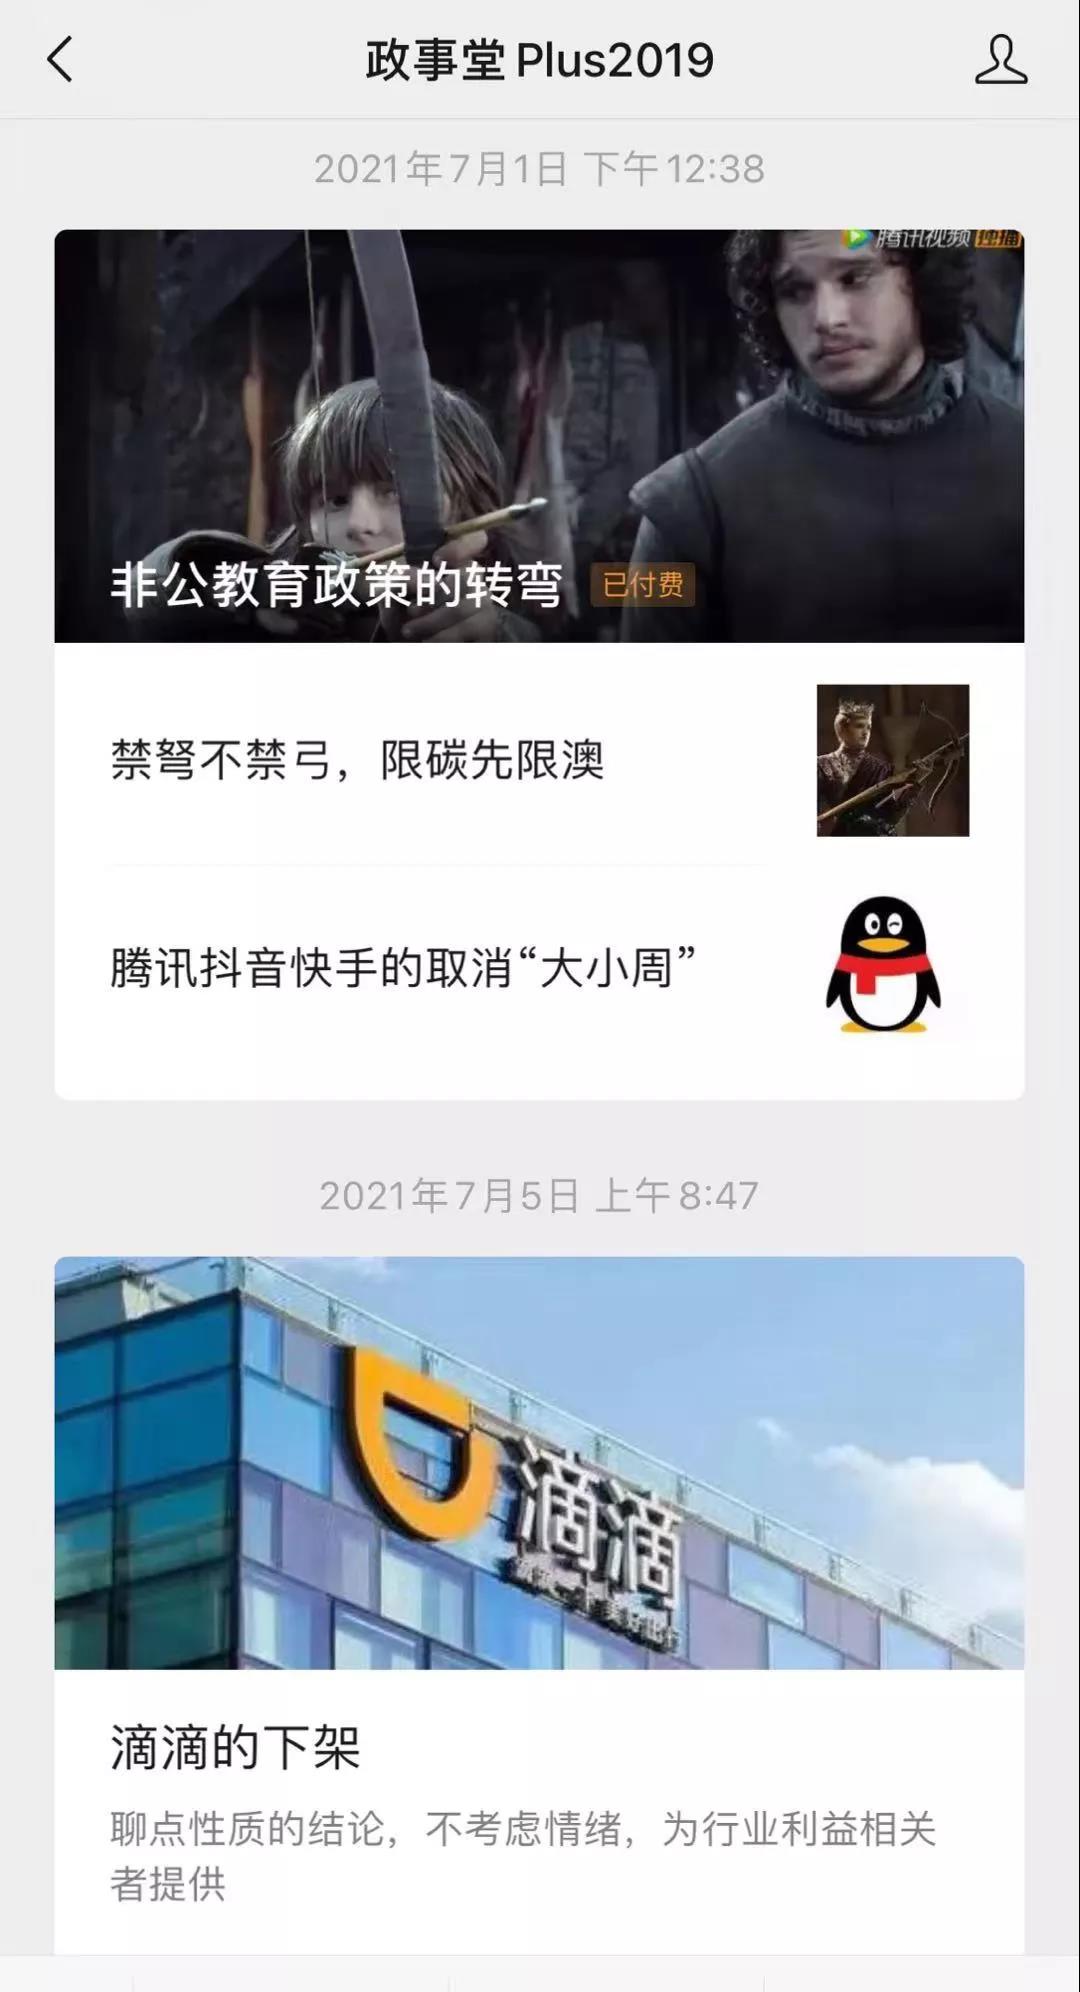 政事堂Plus2019
2021年7月1日 下午12:38
腾讯视频 独播
非公教育政策的转弯 已付费
禁弩不禁弓，限碳先限澳
腾讯抖音快手的取消“大小周”
2021年7月5日 上午8:47
滴滴
滴滴的下架
聊点性质的结论，不考虑情绪，为行业利益相关
者提供